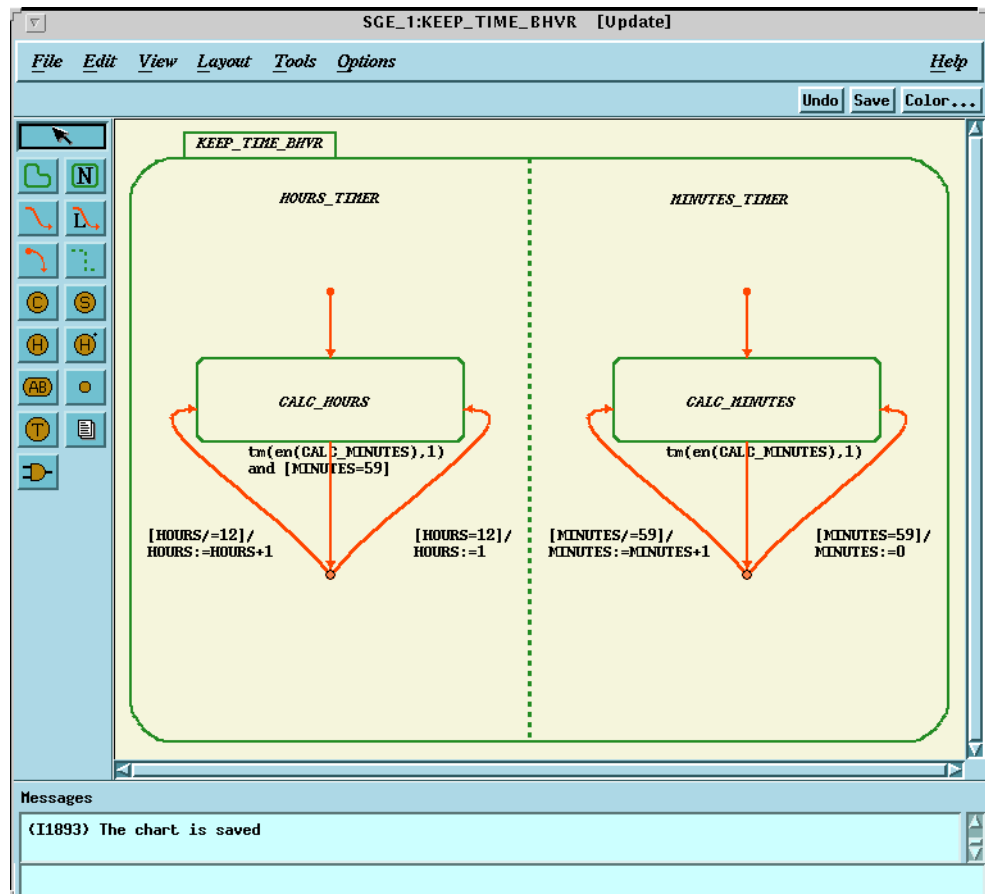 SGE_1:KEEP_TIME_BHVR [Update]
File Edit View Layout Tools Options Help
Undo Save Color...
KEEP_TIME_BHVR
N
L
C S
H H*
AB
T
HOURS_TIMER
CALC_HOURS
tm(en(CALC_MINUTES),1)
and [MINUTES=59]
[HOURS/=12]/
HOURS:=HOURS+1
[HOURS=12]/
HOURS:=1
MINUTES_TIMER
CALC_MINUTES
tm(en(CALC_MINUTES),1)
[MINUTES/=59]/
MINUTES:=MINUTES+1
[MINUTES=59]/
MINUTES:=0
Messages
(I1893) The chart is saved